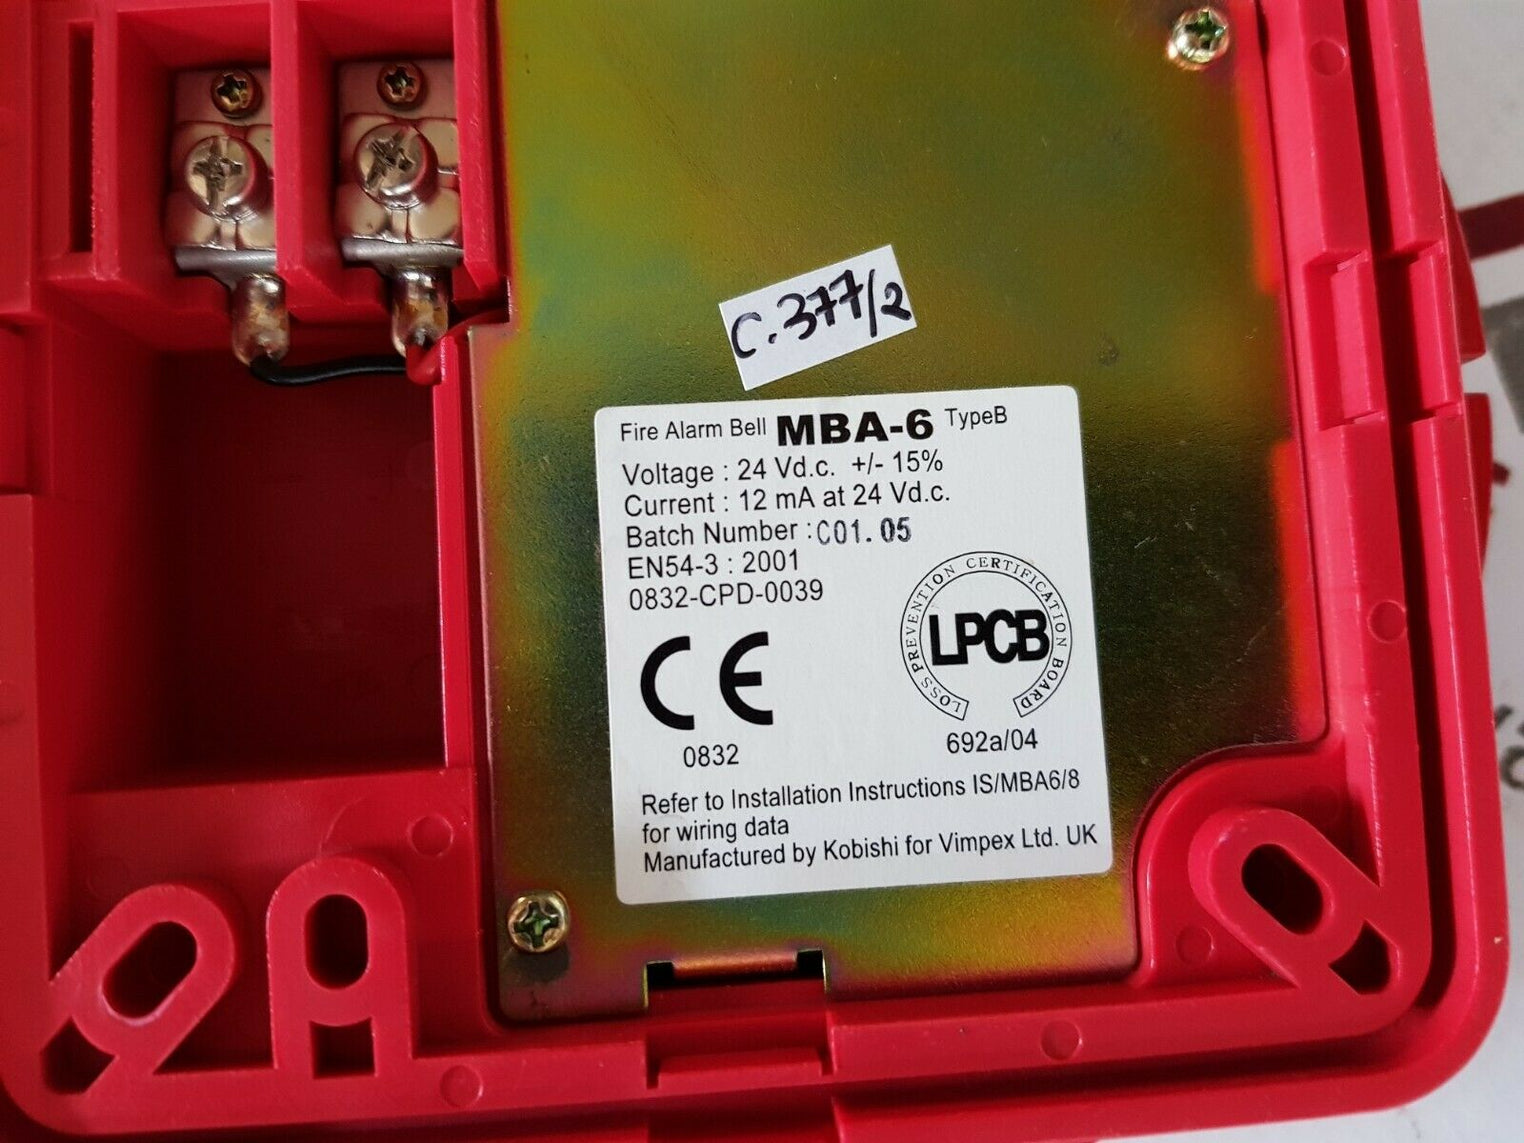 C.377/2
Fire Alarm Bell MBA-6 TypeB
Voltage : 24 Vd.c. +/- 15%
Current : 12 mA at 24 Vd.c.
Batch Number : C01.05
EN54-3 : 2001
0832-CPD-0039
CE
0832
LOSS PREVENTION CERTIFICATION BOARD
LPCB
692a/04
Refer to Installation Instructions IS/MBA6/8
for wiring data
Manufactured by Kobishi for Vimpex Ltd. UK